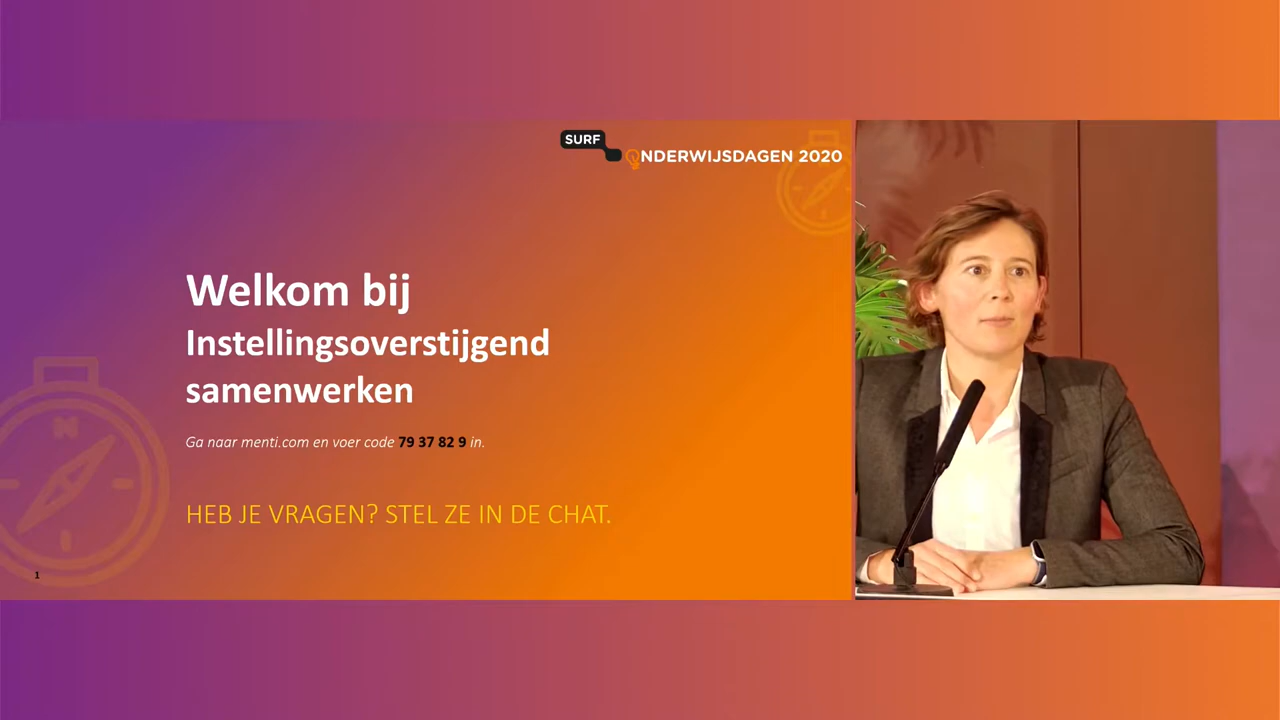 SURF
ONDERWIJSDAGEN 2020
Welkom bij
Instellingsoverstijgend
samenwerken
Ga naar menti.com en voer code 79 37 82 9 in.
HEB JE VRAGEN? STEL ZE IN DE CHAT.
1
N